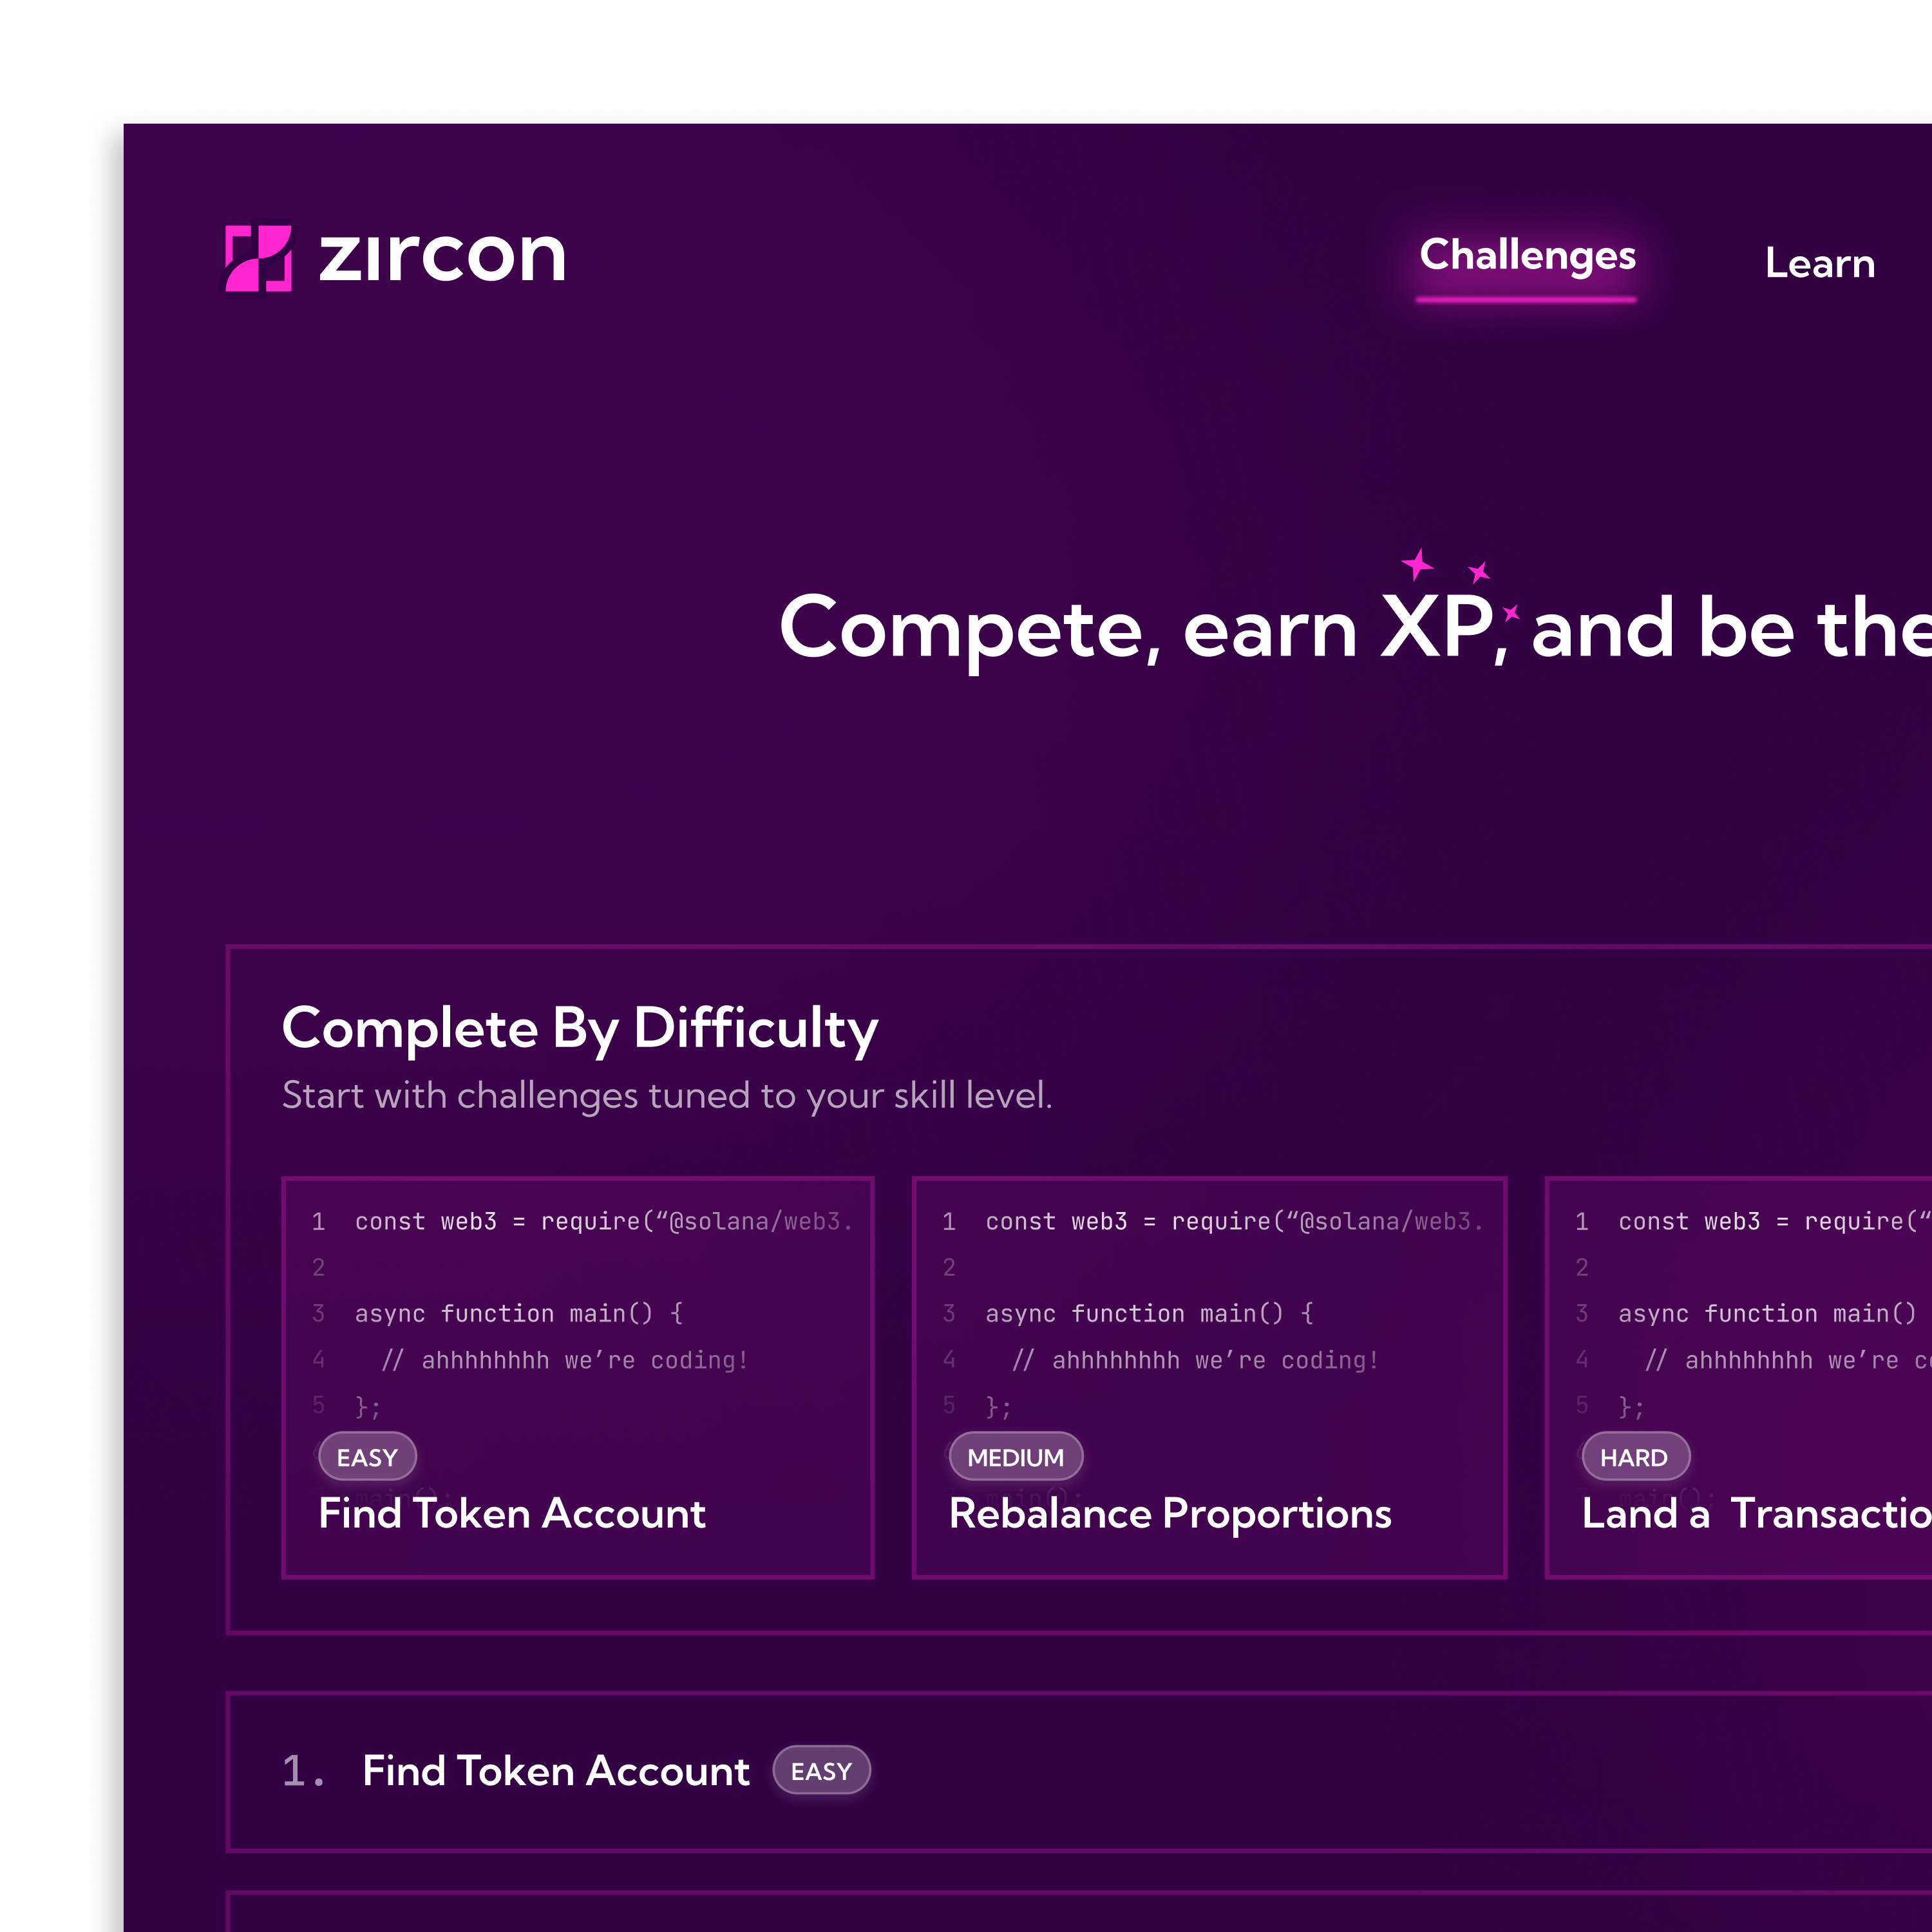 zırcon
Challenges
Learn
Compete, earn XP, and be the
Complete By Difficulty
Start with challenges tuned to your skill level.
1 const web3 = require(“@solana/web3.
2
3 async function main() {
4 // ahhhhhhhh we’re coding!
5 };
EASY
main();
Find Token Account
1 const web3 = require(“@solana/web3.
2
3 async function main() {
4 // ahhhhhhhh we’re coding!
5 };
MEDIUM
main();
Rebalance Proportions
1 const web3 = require(“
2
3 async function main()
4 // ahhhhhhhh we’re
5 };
HARD
main();
Land a Transactio
1. Find Token Account EASY